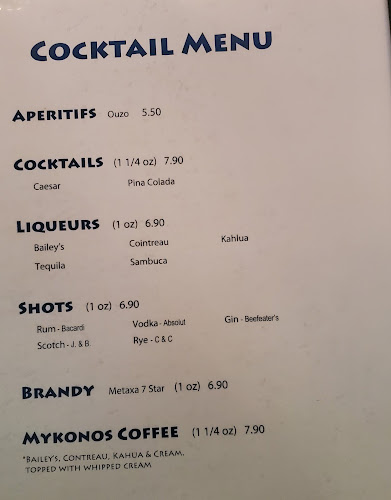 COCKTAIL MENU
APERITIFS Ouzo 5.50
COCKTAILS (1 1/4 oz) 7.90
Caesar Pina Colada
LIQUEURS (1 oz) 6.90
Bailey's Cointreau Kahlua
Tequila Sambuca
SHOTS (1 oz) 6.90
Rum - Bacardi Vodka - Absolut Gin - Beefeater's
Scotch - J. & B. Rye - C & C
BRANDY Metaxa 7 Star (1 oz) 6.90
MYKONOS COFFEE (1 1/4 oz) 7.90
*BAILEY'S, CONTREAU, KAHUA & CREAM,
TOPPED WITH WHIPPED CREAM